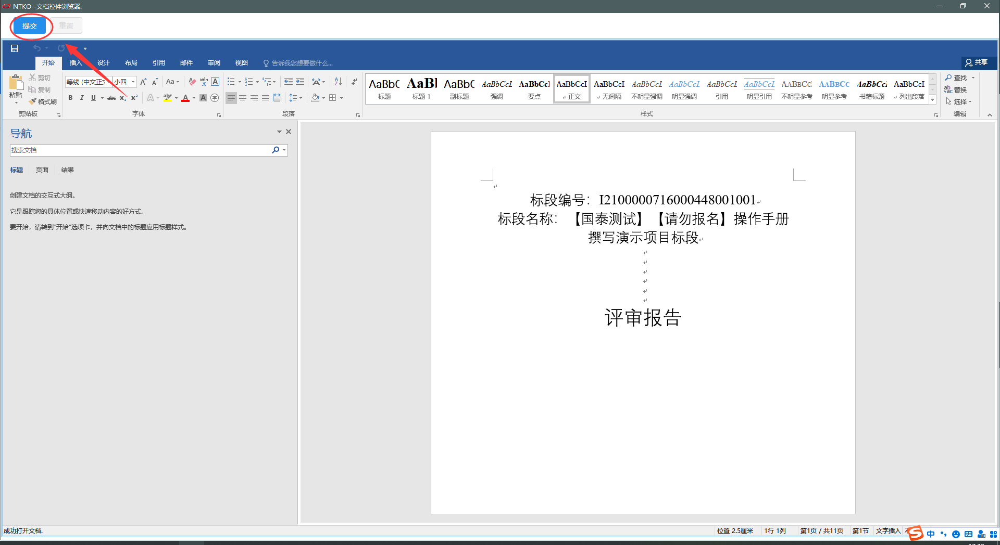 NTKO--文档控件浏览器.
提交 重置
开始 插入 设计 布局 引用 邮件 审阅 视图 告诉我您想要做什么... 共享
粘贴 剪切 复制 格式刷
剪贴板
等线 (中文正文 小四 Aa wén A
B I U abc x₂ x² A aby A A 字
字体
段落
AaBbC AaBl AaBbC AaBbCcL AaBbCcI AaBbCcI AaBbCcI AaBbCcL AaBbCcL AaBbCcL AaBbCcL AABBCCI AABBCC AaBbCcI AaBbCcI
标题 标题 1 副标题 强调 要点 正文 无间隔 不明显强调 明显强调 引用 明显引用 不明显参考 明显参考 书籍标题 列出段落
样式
查找
替换
选择
编辑
导航
搜索文档
标题 页面 结果
创建文档的交互式大纲。
它是跟踪您的具体位置或快速移动内容的好方式。
要开始，请转到“开始”选项卡，并向文档中的标题应用标题样式。
标段编号：I2100000716000448001001
标段名称：【国泰测试】【请勿报名】操作手册
撰写演示项目标段
评审报告
成功打开文档.
位置 2.5厘米 1行 1列 第1页 / 共11页 第1节 文字插入
S 中